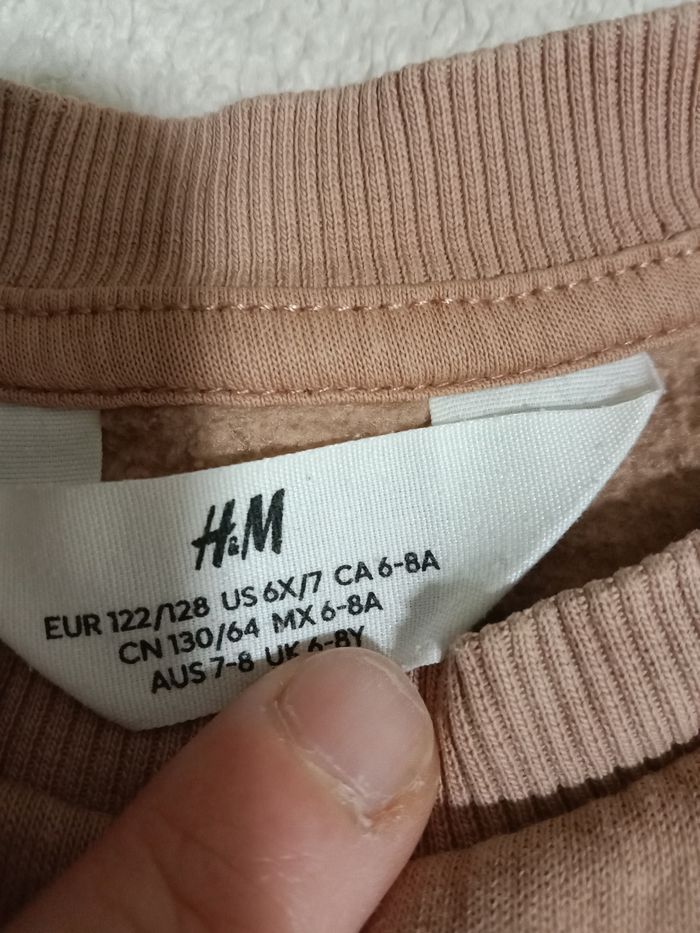 H&M
EUR 122/128 US 6X/7 CA 6-8A
CN 130/64 MX 6-8A
AUS 7-8 UK 6-8Y